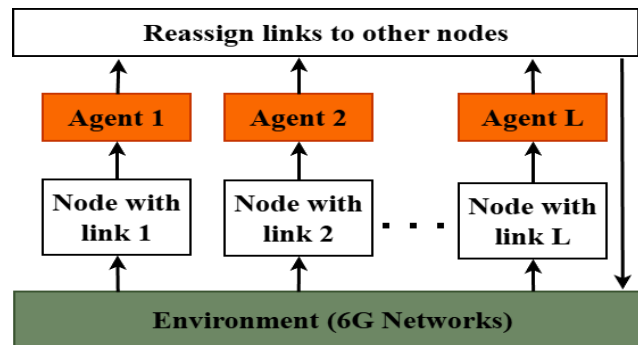 Reassign links to other nodes
Agent 1
Agent 2
Agent L
Node with
link 1
Node with
link 2
. . .
Node with
link L
Environment (6G Networks)